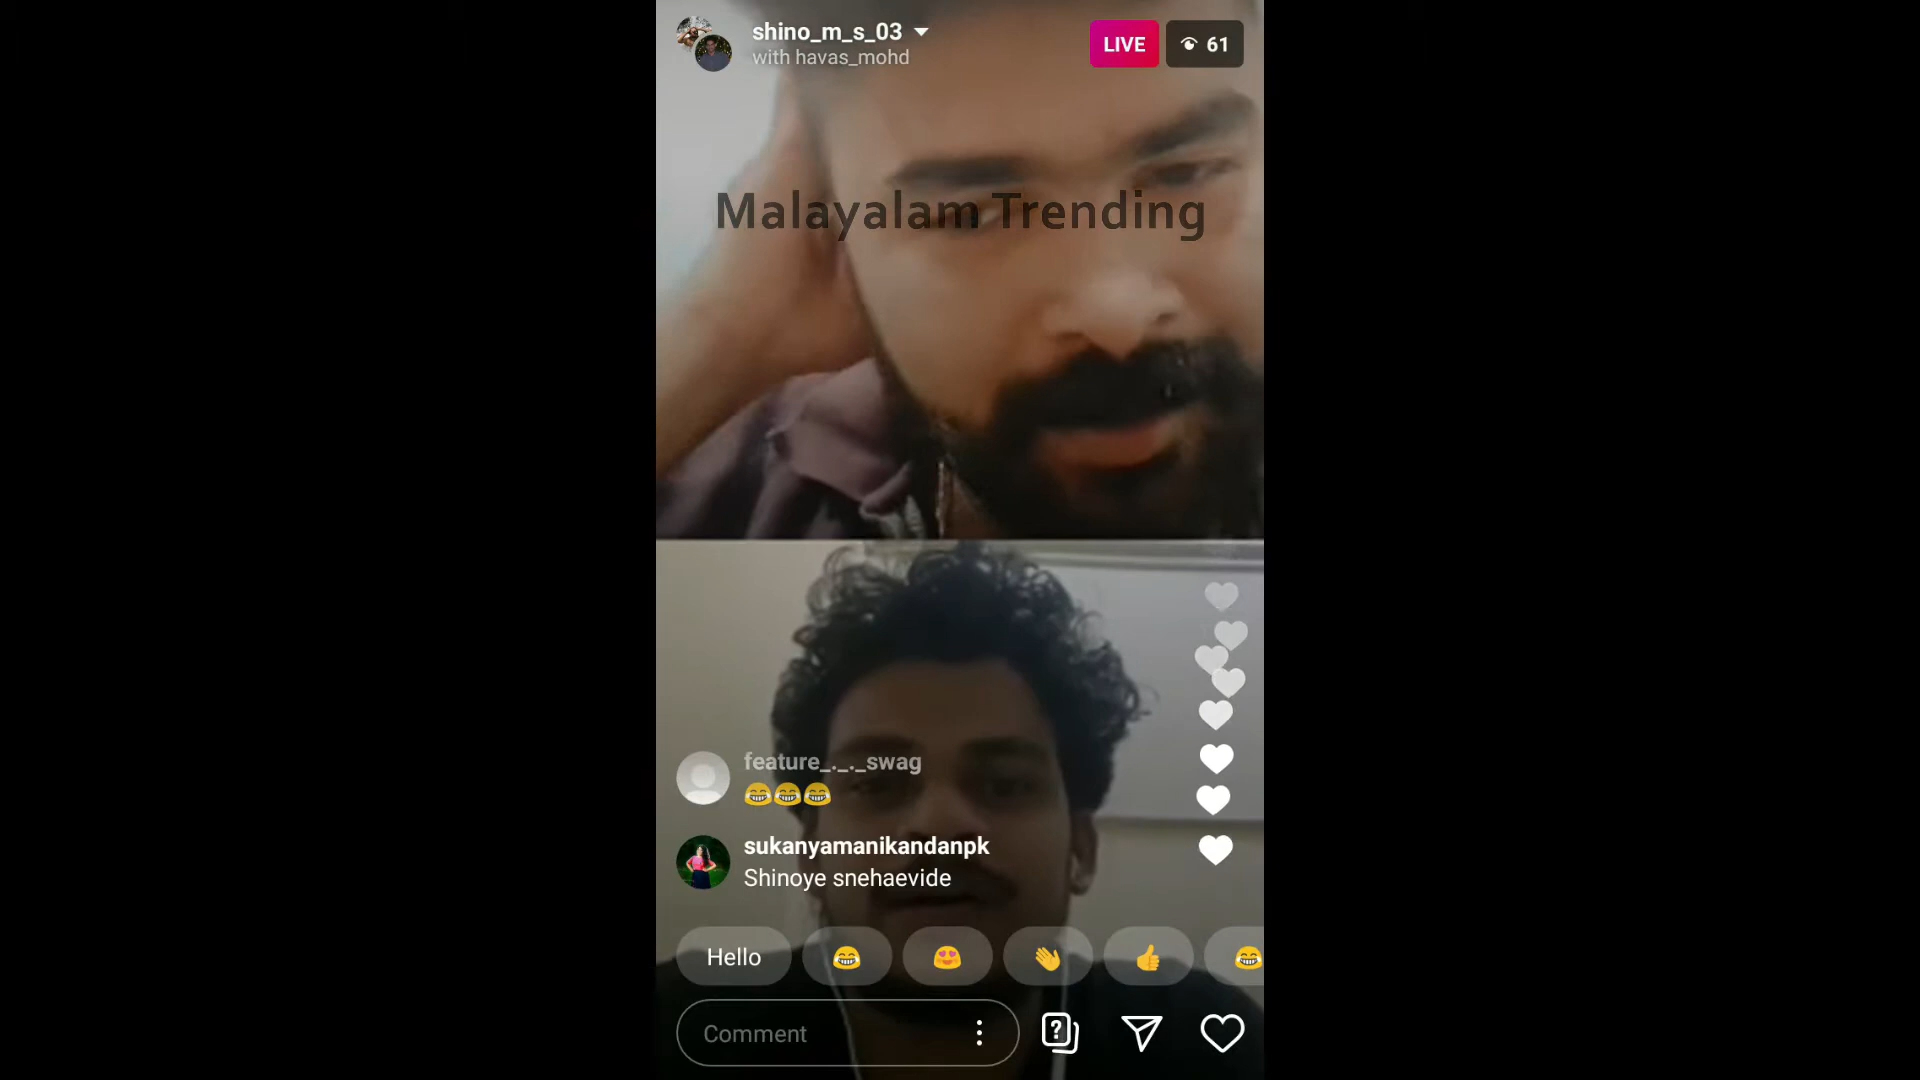 shino_m_s_03
with havas_mohd
LIVE
61
Malayalam Trending
feature_._._swag
😂😂😂
sukanyamanikandanpk
Shinoye snehaevide
Hello
Comment